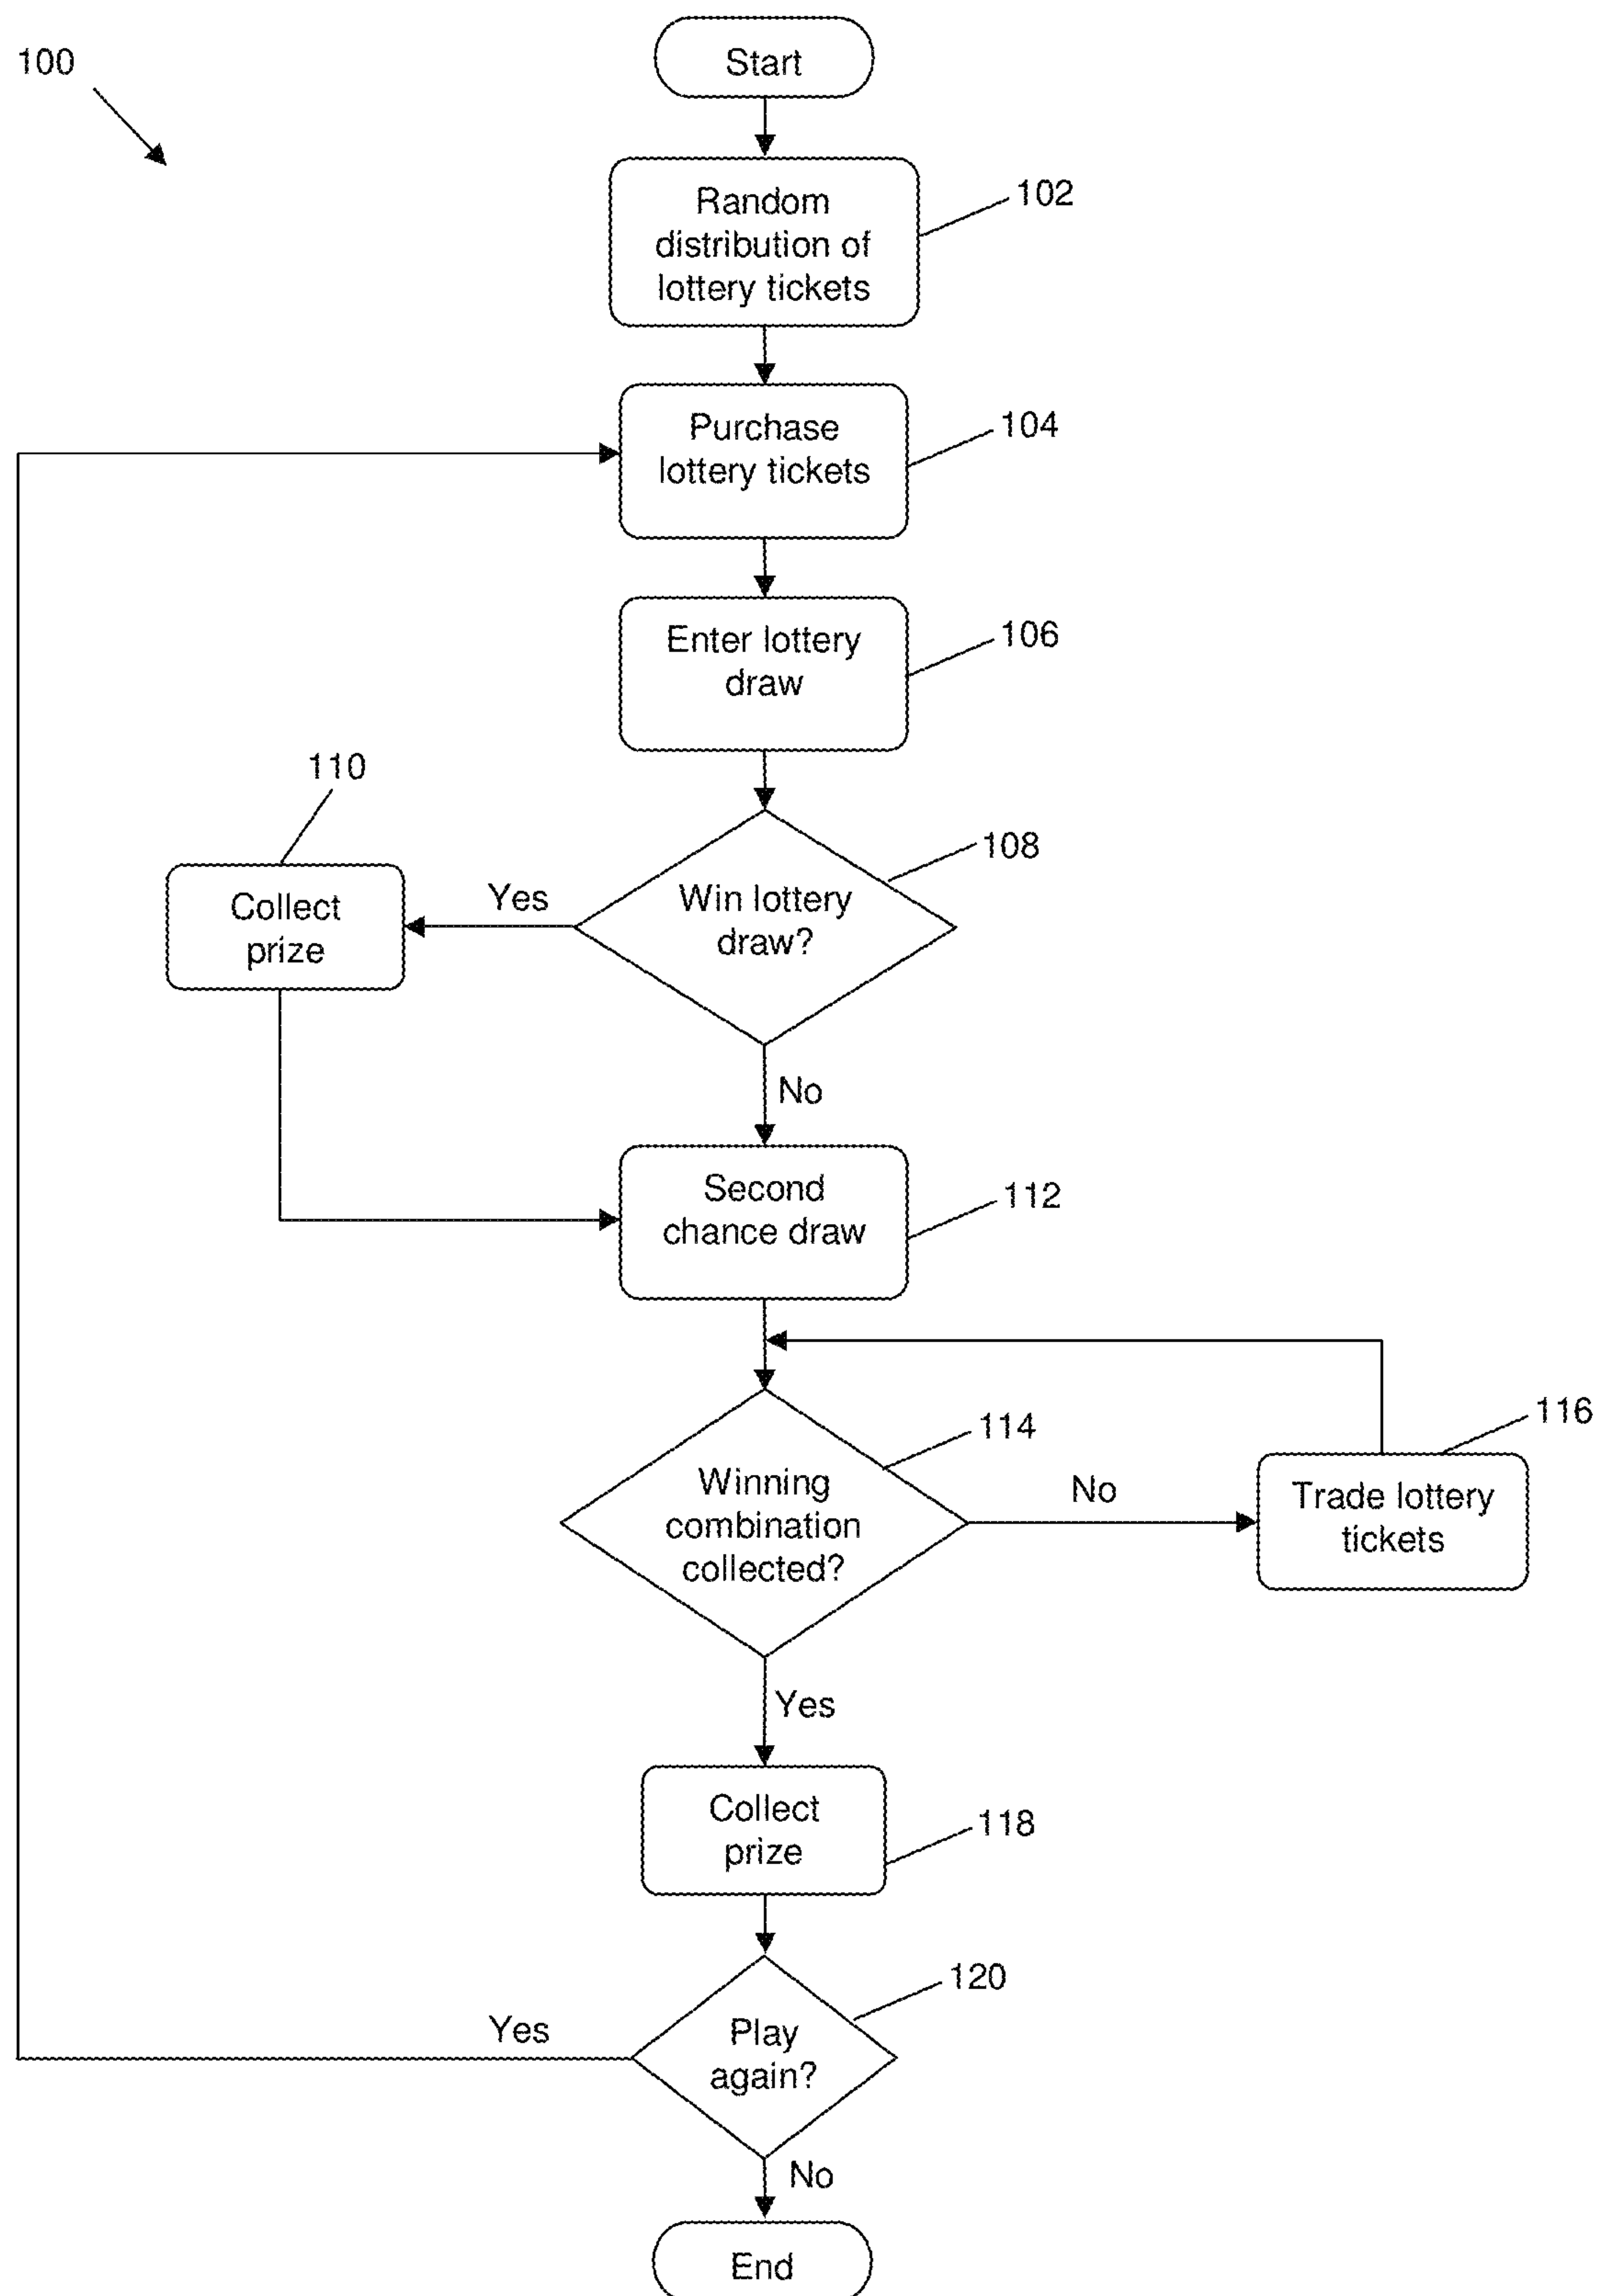 100
Start
Random
distribution of
lottery tickets
102
Purchase
lottery tickets
104
Enter lottery
draw
106
110
Collect
prize
Yes
Win lottery
draw?
108
No
Second
chance draw
112
Winning
combination
collected?
114
No
Trade lottery
tickets
116
Yes
Collect
prize
118
Play
again?
120
Yes
No
End